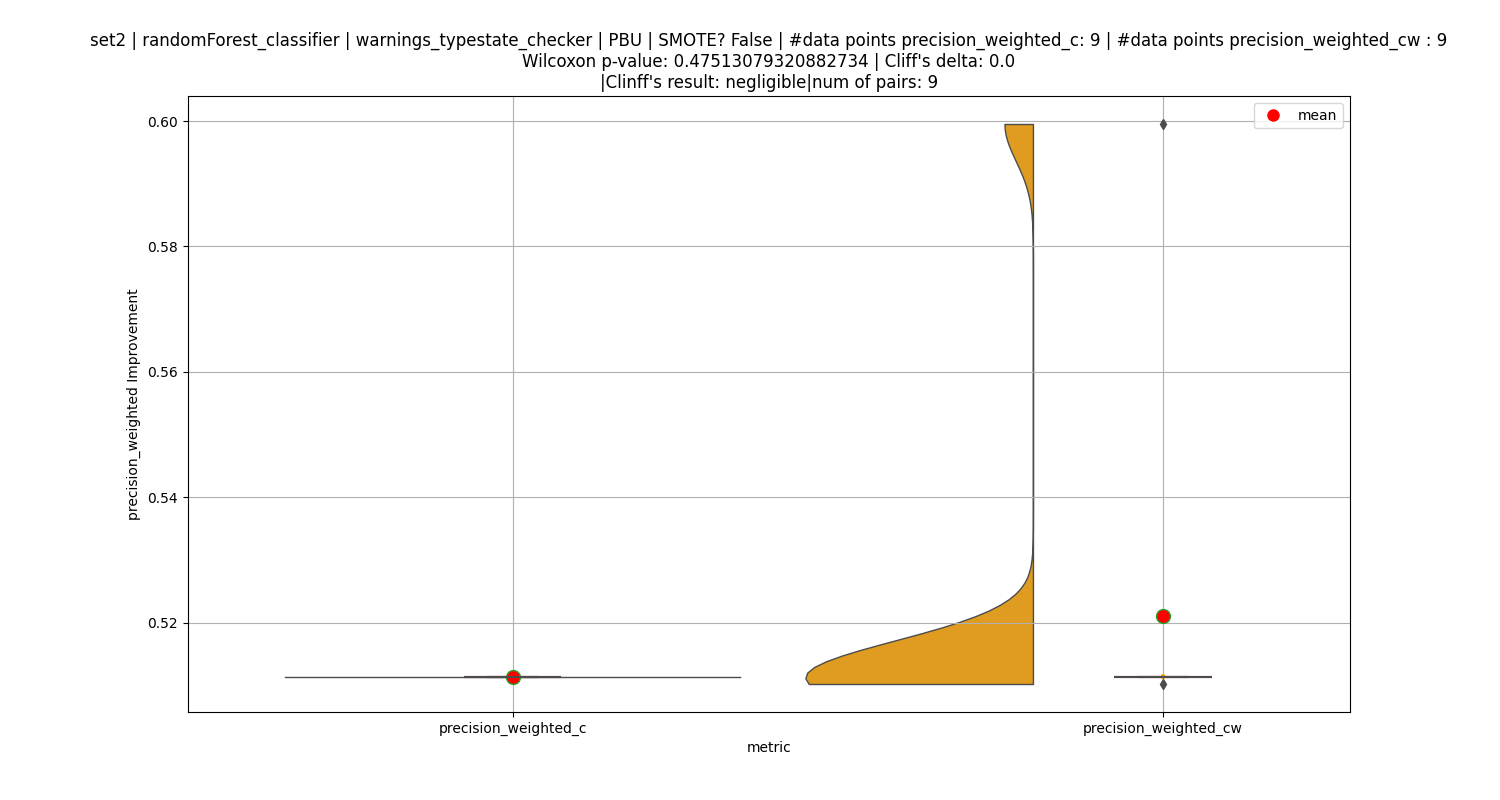 set2 | randomForest_classifier | warnings_typestate_checker | PBU | SMOTE? False | #data points precision_weighted_c: 9 | #data points precision_weighted_cw : 9
Wilcoxon p-value: 0.47513079320882734 | Cliff's delta: 0.0
|Clinff's result: negligible|num of pairs: 9
mean
0.60
0.58
0.56
0.54
0.52
precision_weighted Improvement
precision_weighted_c
precision_weighted_cw
metric